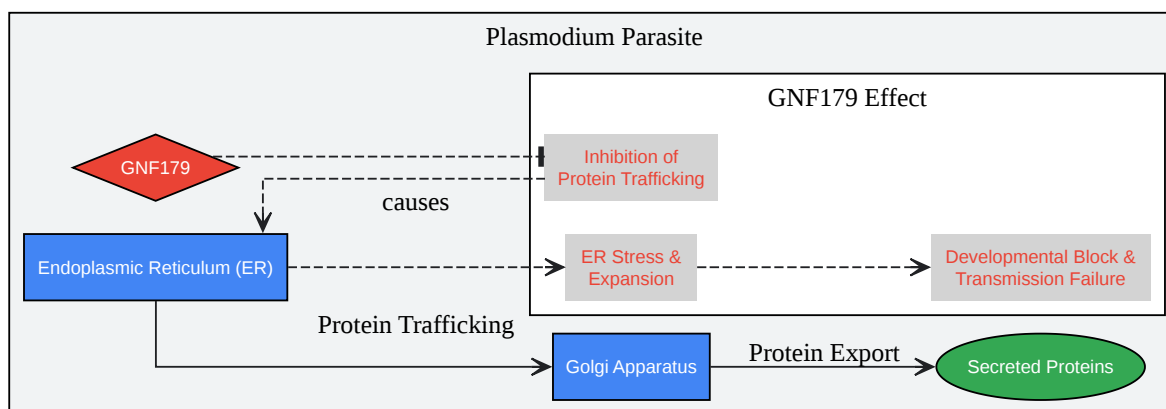 Plasmodium Parasite
GNF179 Effect
GNF179
Inhibition of
Protein Trafficking
causes
Endoplasmic Reticulum (ER)
ER Stress &
Expansion
Developmental Block &
Transmission Failure
Protein Trafficking
Golgi Apparatus
Protein Export
Secreted Proteins